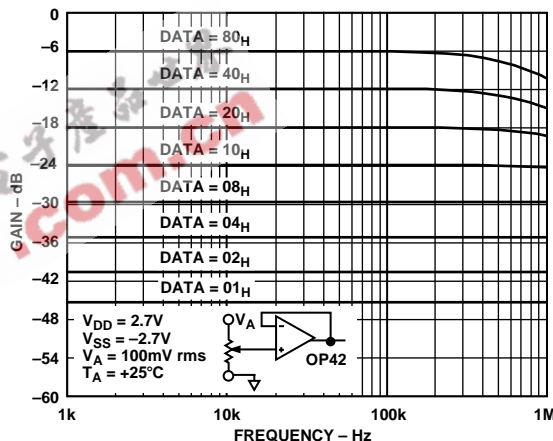 0
DATA = 80H
–6
DATA = 40H
–12
DATA = 20H
–18
DATA = 10H
–24
DATA = 08H
–30
DATA = 04H
–36
DATA = 02H
–42
DATA = 01H
–48
–54
–60
GAIN – dB
VDD = 2.7V
VSS = –2.7V
VA = 100mV rms
TA = +25°C
VA
–
+
OP42
1k
10k
100k
1M
FREQUENCY – Hz
.com.cn